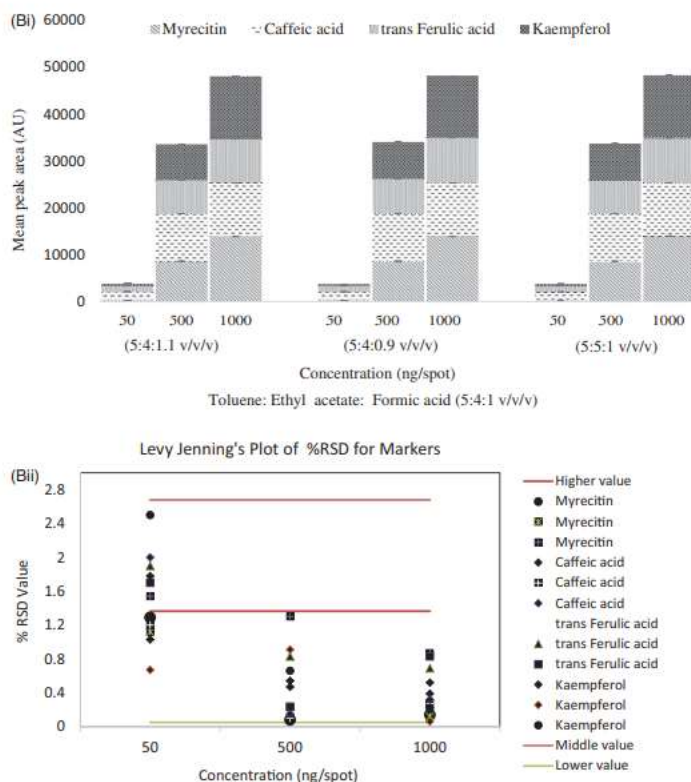 (Bi)
60000
Myrecitin Caffeic acid trans Ferulic acid Kaempferol
50000
40000
30000
20000
10000
0
Mean peak area (AU)
50 500 1000 50 500 1000 50 500 1000
(5:4:1.1 v/v/v) (5:4:0.9 v/v/v) (5:5:1 v/v/v)
Concentration (ng/spot)
Toluene: Ethyl acetate: Formic acid (5:4:1 v/v/v)
Levy Jenning's Plot of %RSD for Markers
(Bii)
2.8
2.4
2
1.6
1.2
0.8
0.4
0
% RSD Value
50 500 1000
Concentration (ng/spot)
Higher value
Myrecitin
Myrecitin
Myrecitin
Caffeic acid
Caffeic acid
Caffeic acid
trans Ferulic acid
trans Ferulic acid
trans Ferulic acid
Kaempferol
Kaempferol
Kaempferol
Middle value
Lower value